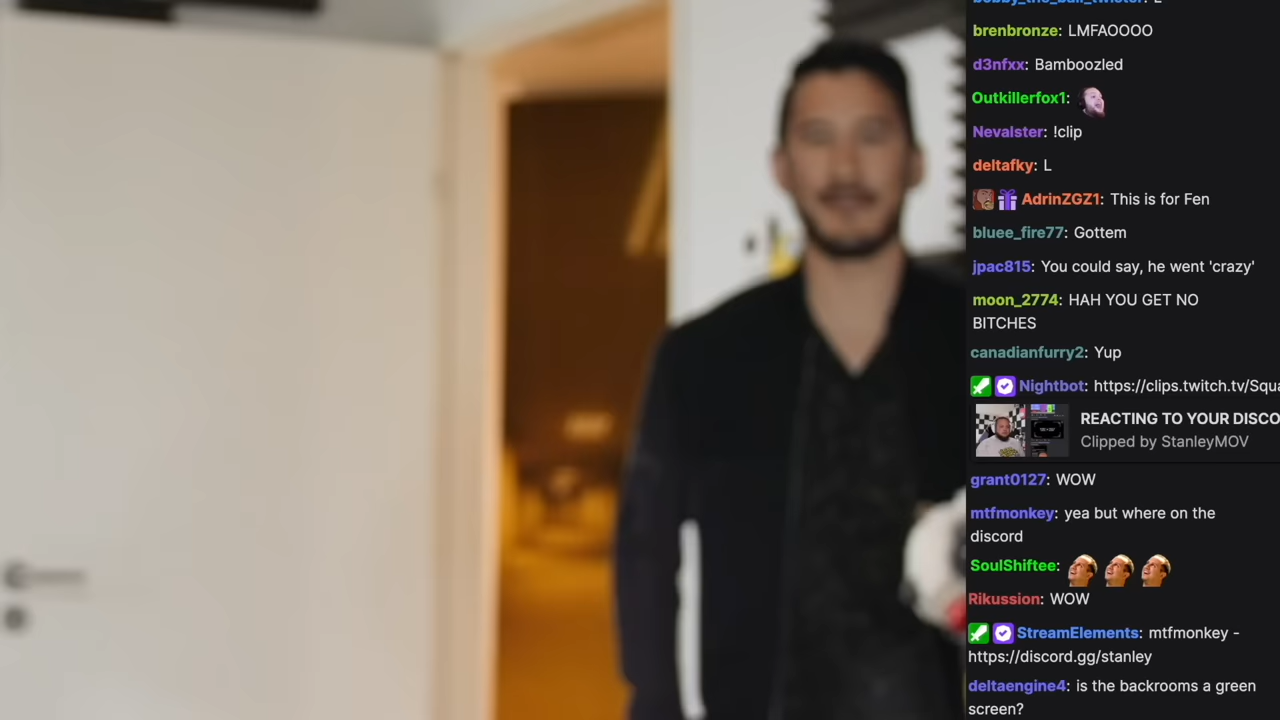 brenbronze: LMFAOOOO
d3nfxx: Bamboozled
Outkillerfox1:
Nevalster: !clip
deltafky: L
AdrinZGZ1: This is for Fen
bluee_fire77: Gottem
jpac815: You could say, he went 'crazy'
moon_2774: HAH YOU GET NO
BITCHES
canadianfurry2: Yup
Nightbot: https://clips.twitch.tv/Squa
REACTING TO YOUR DISCO
Clipped by StanleyMOV
grant0127: WOW
mtfmonkey: yea but where on the
discord
SoulShiftee:
Rikussion: WOW
StreamElements: mtfmonkey -
https://discord.gg/stanley
deltaengine4: is the backrooms a green
screen?